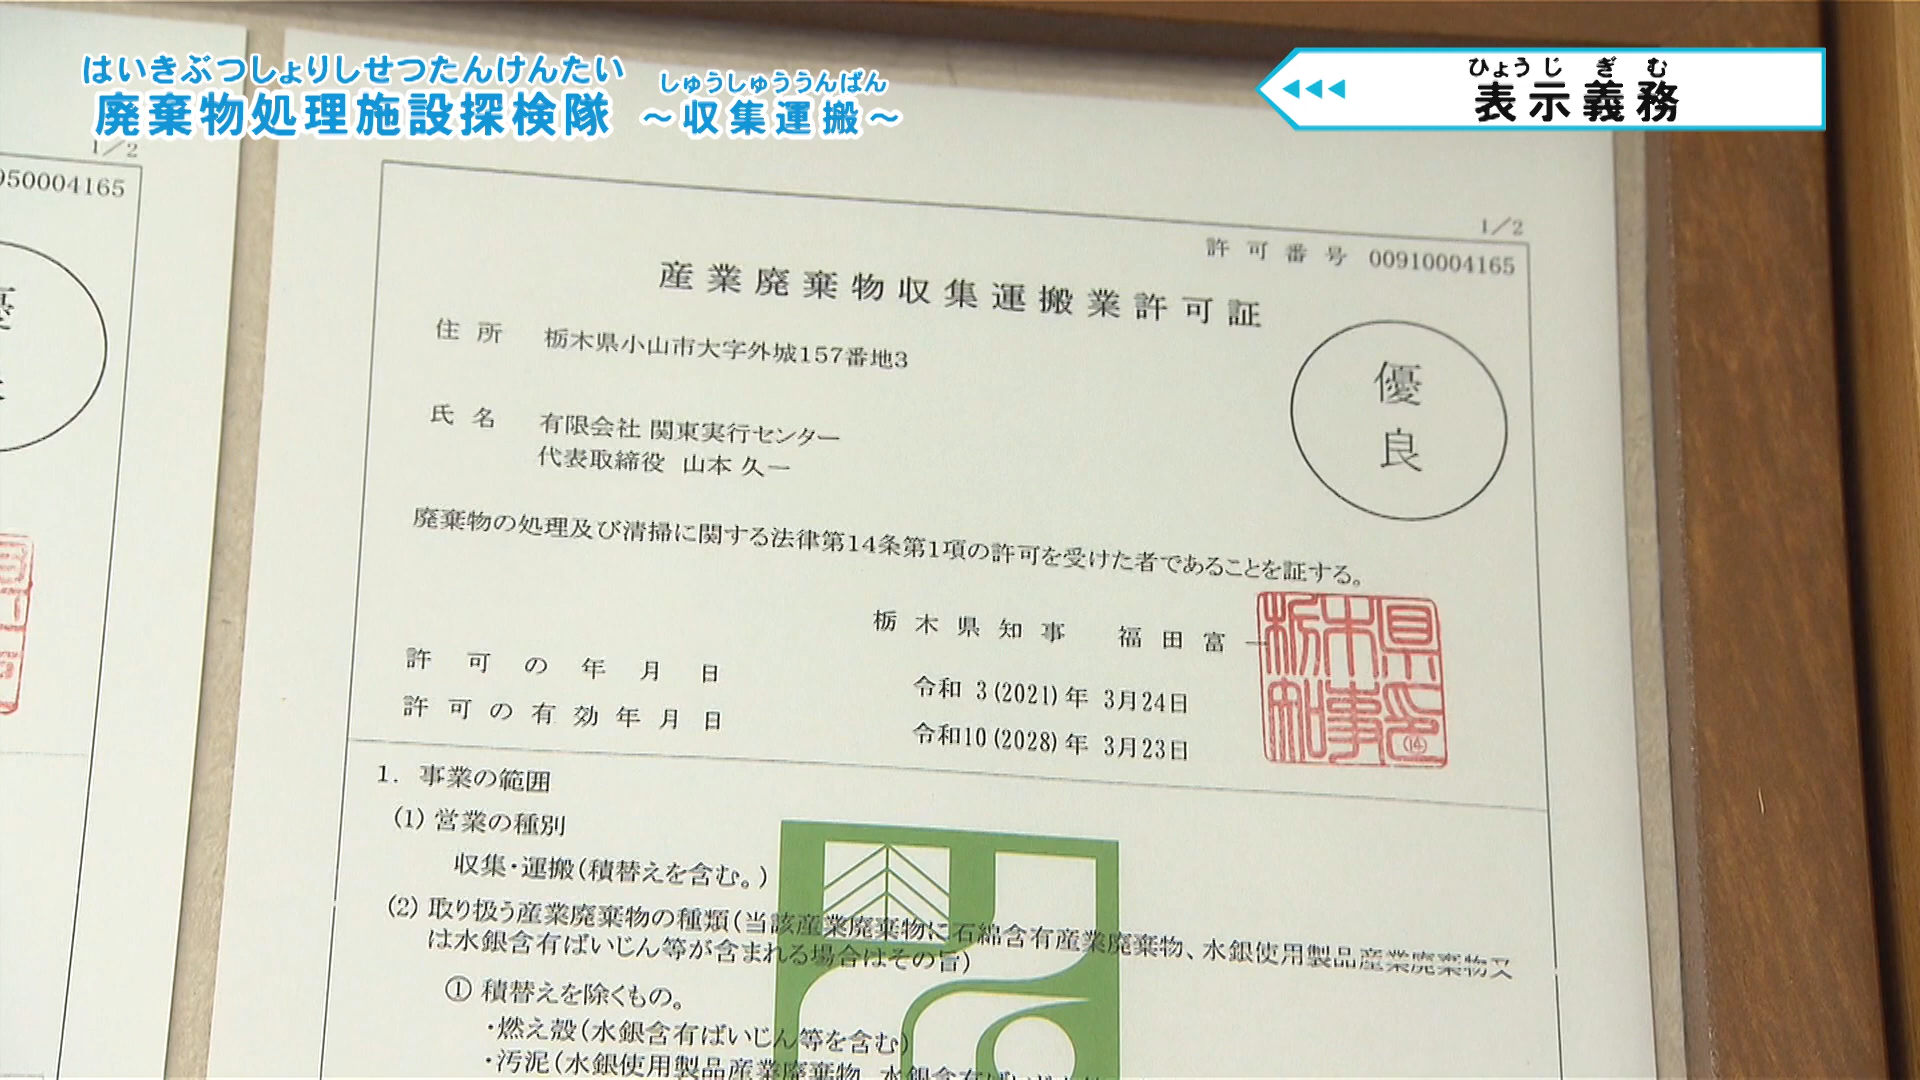 はいきぶつしょりしせつたんけんたい しゅうしゅううんぱん
廃棄物処理施設探検隊 ～収集運搬～
ひょうじぎむ
表示義務
1／2
950004165
優
1／2
許可番号 00910004165
産業廃棄物収集運搬業許可証
住所 栃木県小山市大字外城157番地3
優良
氏名 有限会社 関東実行センター
代表取締役 山本 久一
廃棄物の処理及び清掃に関する法律第14条第1項の許可を受けた者であることを証する。
栃木県知事 福田富一
栃木県知事印
許可の年月日 令和 3(2021)年 3月24日
許可の有効年月日 令和10(2028)年 3月23日
1. 事業の範囲
(1) 営業の種別
収集・運搬(積替えを含む。)
(2) 取り扱う産業廃棄物の種類(当該産業廃棄物に石綿含有産業廃棄物、水銀使用製品産業廃棄物又
は水銀含有ばいじん等が含まれる場合はその旨)
① 積替えを除くもの。
・燃え殻(水銀含有ばいじん等を含む)
・汚泥(水銀使用製品産業廃棄物、水銀含有ばいじん